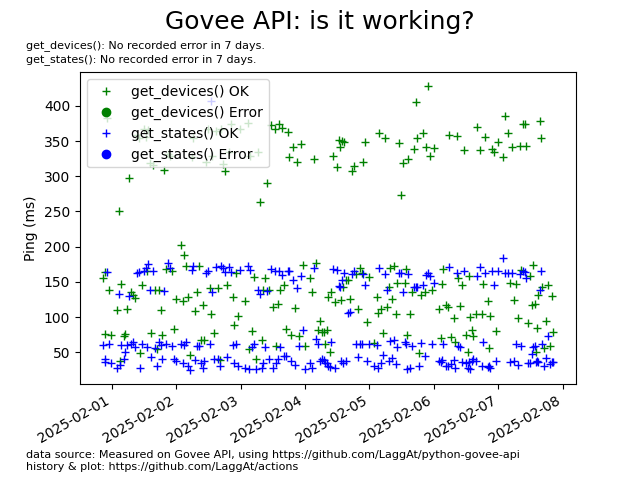 Govee API: is it working?
get_devices(): No recorded error in 7 days.
get_states(): No recorded error in 7 days.
get_devices() OK
get_devices() Error
get_states() OK
get_states() Error
Ping (ms)
400
350
300
250
200
150
100
50
2025-02-01
2025-02-02
2025-02-03
2025-02-04
2025-02-05
2025-02-06
2025-02-07
2025-02-08
data source: Measured on Govee API, using https://github.com/LaggAt/python-govee-api
history & plot: https://github.com/LaggAt/actions